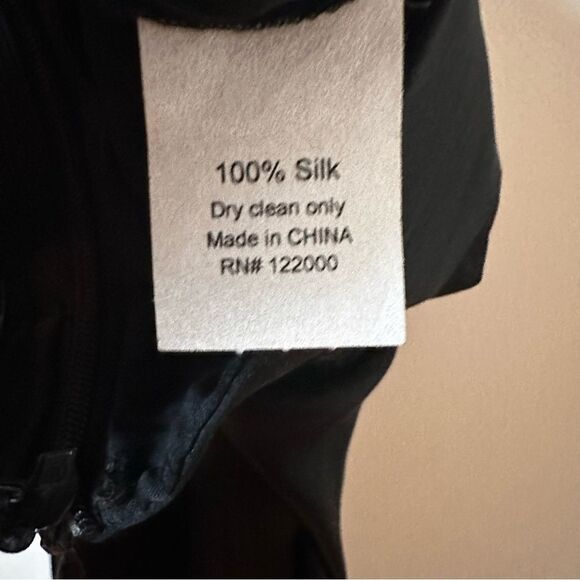 100% Silk
Dry clean only
Made in CHINA
RN# 122000